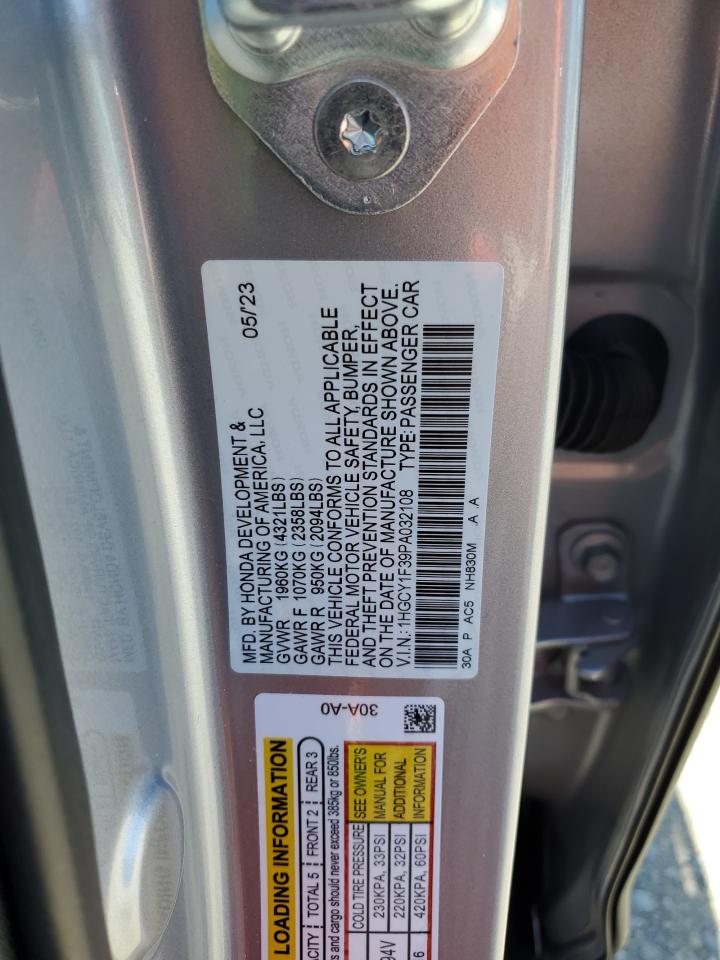 MFD. BY HONDA DEVELOPMENT & 05/'23
MANUFACTURING OF AMERICA, LLC
GVWR 1960KG (4321LBS)
GAWR F 1070KG (2358LBS)
GAWR R 950KG (2094LBS)
THIS VEHICLE CONFORMS TO ALL APPLICABLE
FEDERAL MOTOR VEHICLE SAFETY, BUMPER,
AND THEFT PREVENTION STANDARDS IN EFFECT
ON THE DATE OF MANUFACTURE SHOWN ABOVE.
V.I.N.: 1HGCY1F39PA032108 TYPE: PASSENGER CAR
30A P AC5 NH830M A A
LOADING INFORMATION
ACITY TOTAL 5 FRONT 2 REAR 3
s and cargo should never exceed 385kg or 850lbs.
COLD TIRE PRESSURE SEE OWNER'S
230KPA, 33PSI MANUAL FOR
94V 220KPA, 32PSI ADDITIONAL
6 420KPA, 60PSI INFORMATION
30A-A0